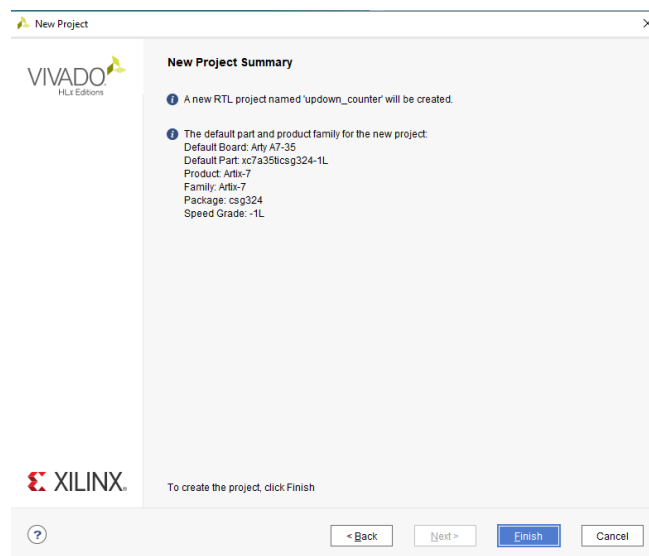 New Project
VIVADO.
HLx Editions
New Project Summary
A new RTL project named 'updown_counter' will be created.
The default part and product family for the new project:
Default Board: Arty A7-35
Default Part: xc7a35ticsg324-1L
Product: Artix-7
Family: Artix-7
Package: csg324
Speed Grade: -1L
XILINX.
To create the project, click Finish
?
< Back
Next >
Finish
Cancel